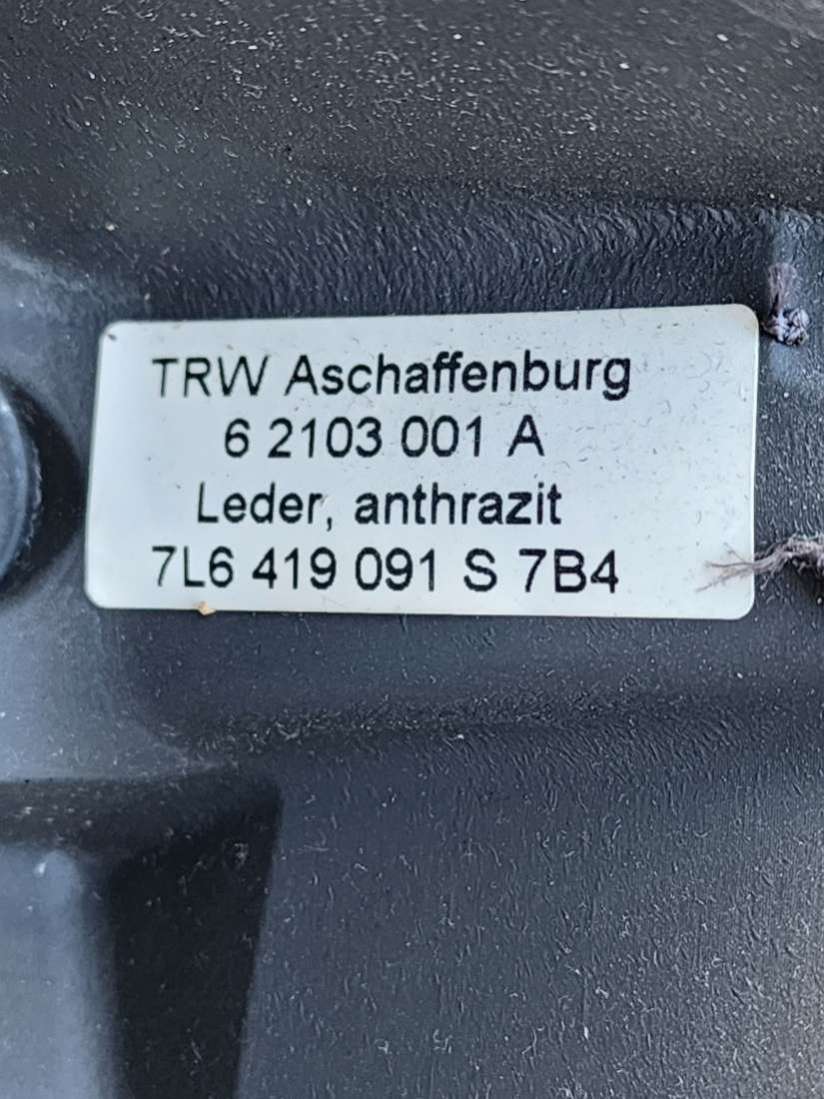 TRW Aschaffenburg
6 2103 001 A
Leder, anthrazit
7L6 419 091 S 7B4